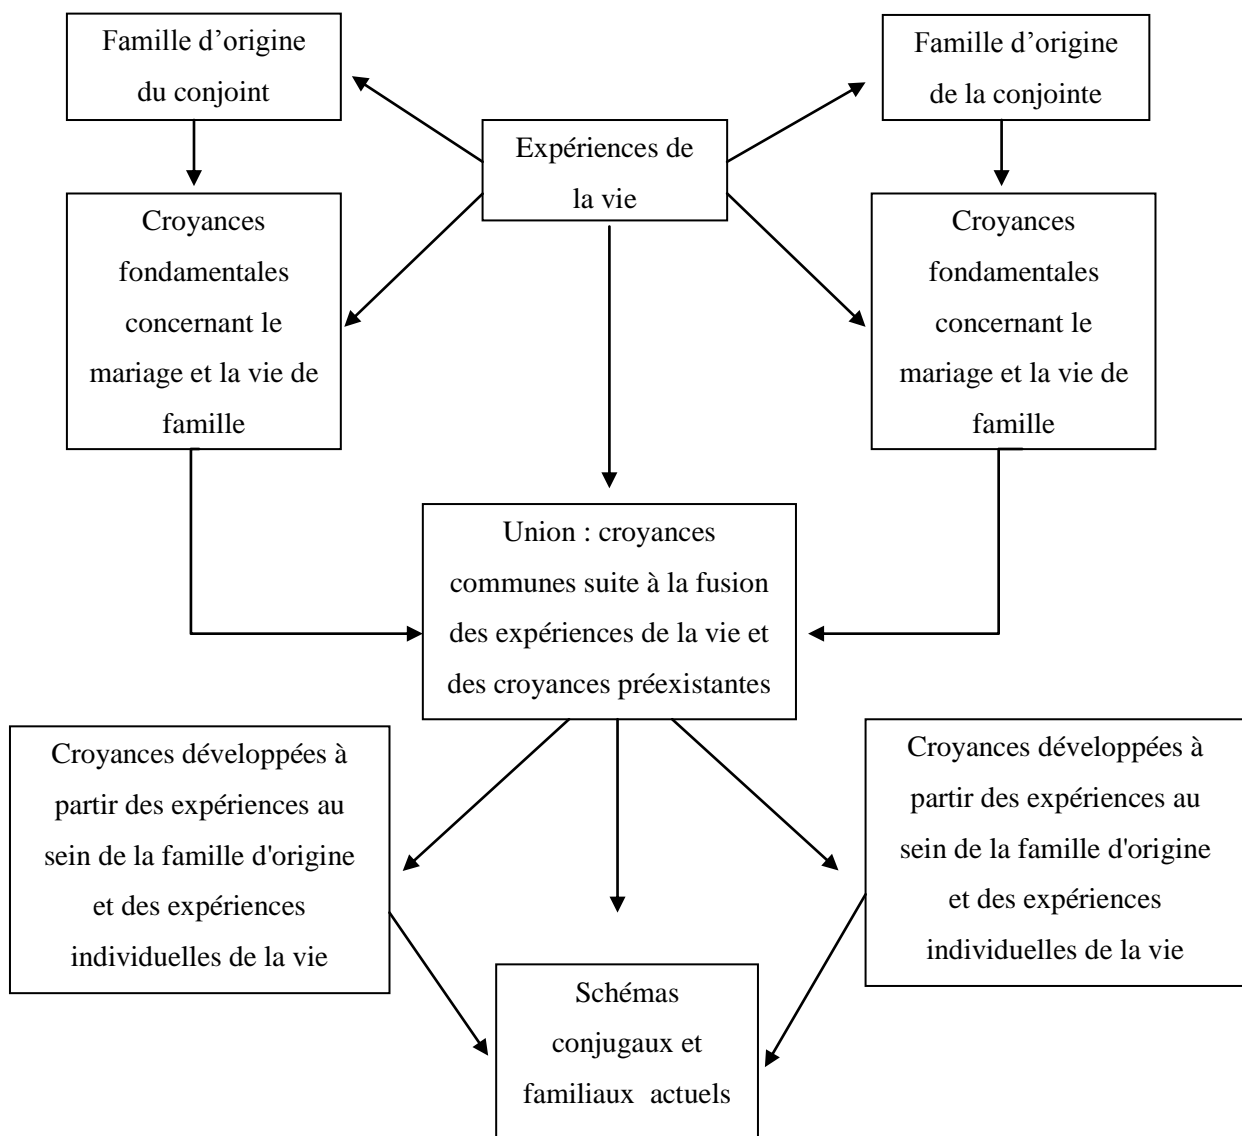 Famille d’origine
du conjoint
Famille d’origine
de la conjointe
Expériences de
la vie
Croyances
fondamentales
concernant le
mariage et la vie de
famille
Croyances
fondamentales
concernant le
mariage et la vie de
famille
Union : croyances
communes suite à la fusion
des expériences de la vie et
des croyances préexistantes
Croyances développées à
partir des expériences au
sein de la famille d'origine
et des expériences
individuelles de la vie
Croyances développées à
partir des expériences au
sein de la famille d'origine
et des expériences
individuelles de la vie
Schémas
conjugaux et
familiaux  actuels